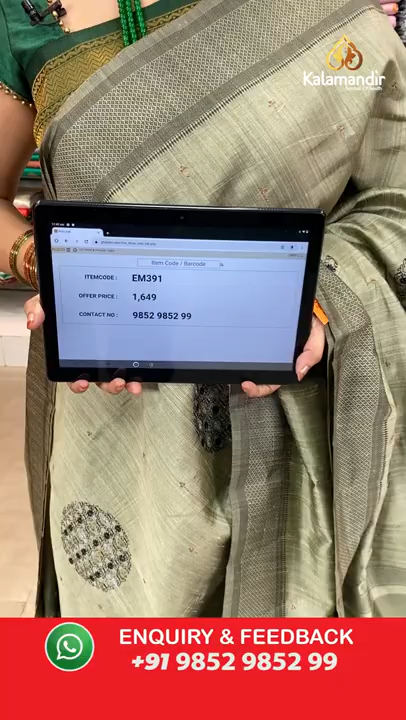 Kalamandir
Item Code / Barcode
ITEMCODE :
EM391
OFFER PRICE :
1,649
CONTACT NO :
9852 9852 99
ENQUIRY & FEEDBACK
+91 9852 9852 99